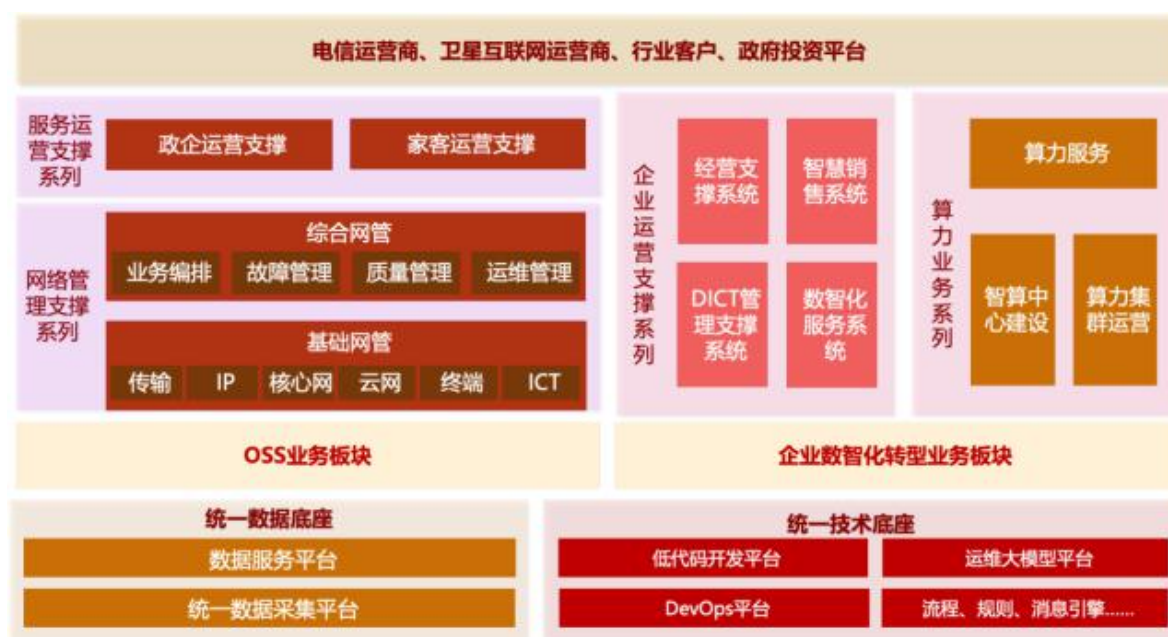 电信运营商、卫星互联网运营商、行业客户、政府投资平台
服务运
营支撑
系列
政企运营支撑
家客运营支撑
网络管
理支撑
系列
综合网管
业务编排
故障管理
质量管理
运维管理
基础网管
传输
IP
核心网
云网
终端
ICT
OSS业务板块
企业运营支撑系列
经营支
撑系统
智慧销
售系统
DICT管
理支撑
系统
数智化
服务系
统
算力业务系列
算力服务
智算中
心建设
算力集
群运营
企业数智化转型业务板块
统一数据底座
数据服务平台
统一数据采集平台
统一技术底座
低代码开发平台
运维大模型平台
DevOps平台
流程、规则、消息引擎......